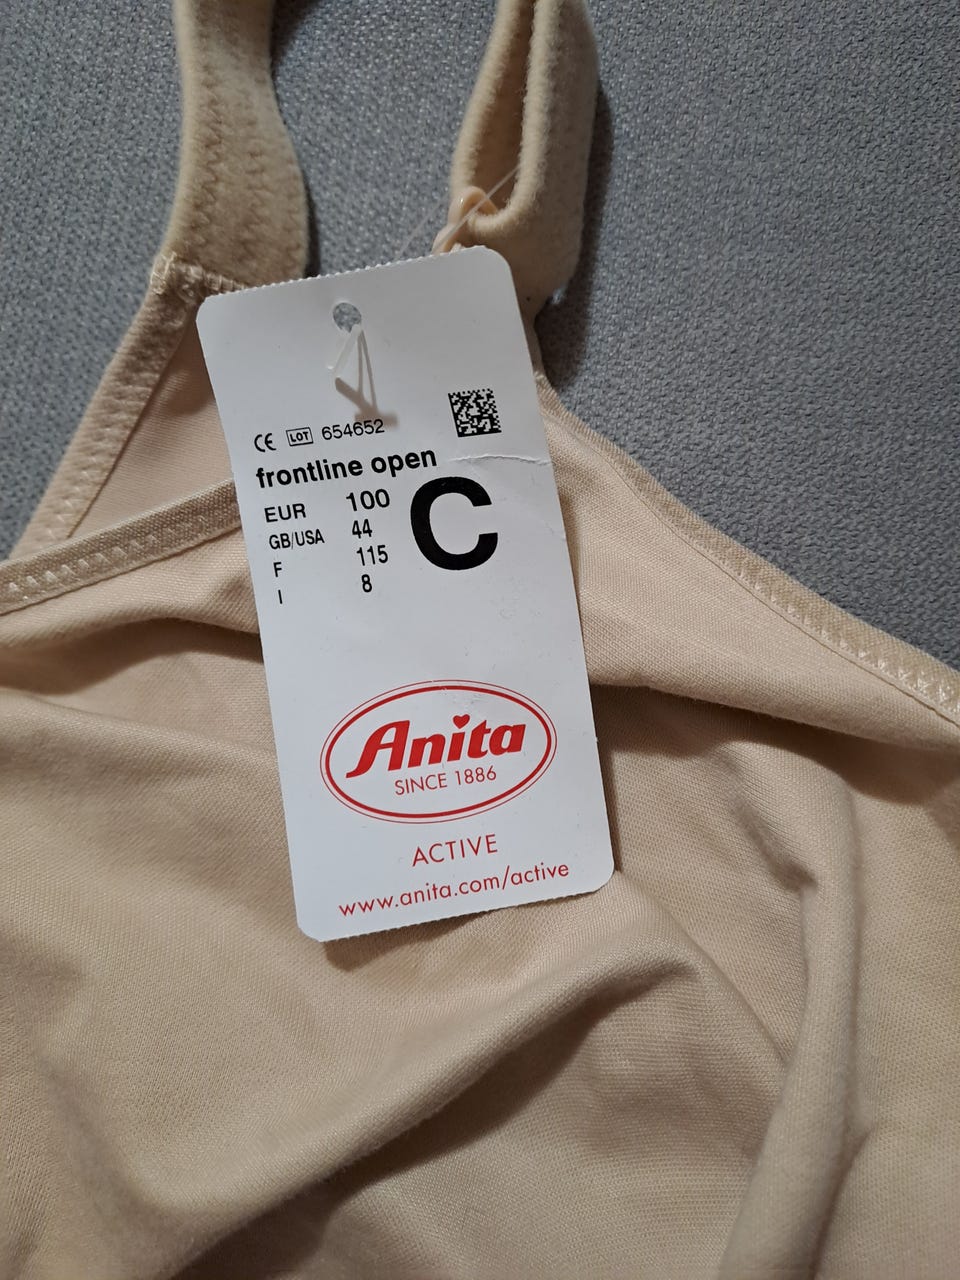 CE LOT 654652
frontline open
EUR 100 C
GB/USA 44
F 115
I 8
Anita
SINCE 1886
ACTIVE
www.anita.com/active